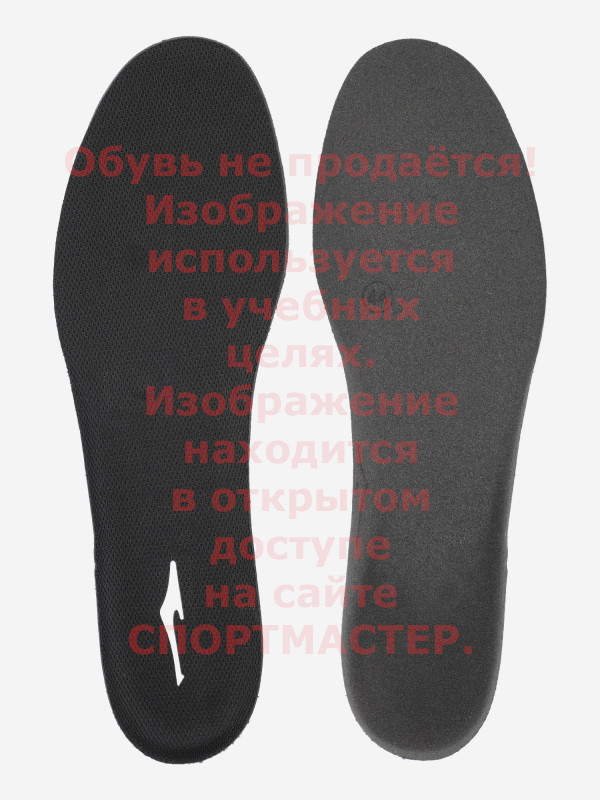 Обувь не продаётся!
Изображение
используется
в учебных
целях.
Изображение
находится
в открытом
доступе
на сайте
СПОРТМАСТЕР.